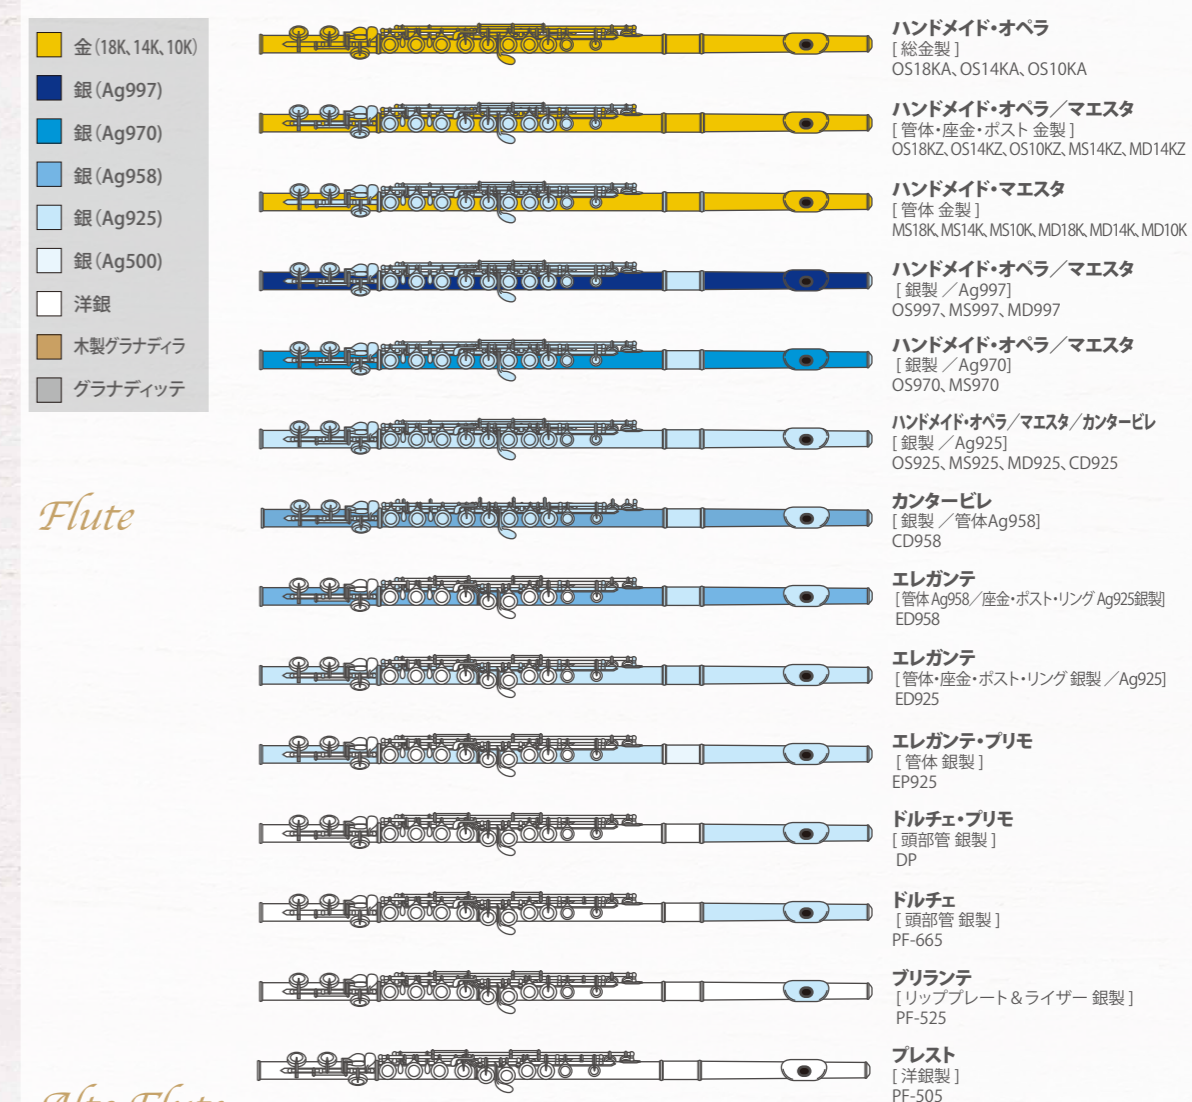 金(18K、14K、10K)
銀(Ag997)
銀(Ag970)
銀(Ag958)
銀(Ag925)
銀(Ag500)
洋銀
木製グラナディラ
グラナディッテ
Flute
ハンドメイド・オペラ
[ 総金製 ]
OS18KA、OS14KA、OS10KA
ハンドメイド・オペラ／マエスタ
[ 管体・座金・ポスト 金製 ]
OS18KZ、OS14KZ、OS10KZ、MS14KZ、MD14KZ
ハンドメイド・マエスタ
[ 管体 金製 ]
MS18K、MS14K、MS10K、MD18K、MD14K、MD10K
ハンドメイド・オペラ／マエスタ
[ 銀製 ／Ag997]
OS997、MS997、MD997
ハンドメイド・オペラ／マエスタ
[ 銀製 ／Ag970]
OS970、MS970
ハンドメイド・オペラ／マエスタ／カンタービレ
[ 銀製 ／Ag925]
OS925、MS925、MD925、CD925
カンタービレ
[ 銀製 ／管体Ag958]
CD958
エレガンテ
[管体 Ag958／座金・ポスト・リング Ag925銀製]
ED958
エレガンテ
[ 管体・座金・ポスト・リング 銀製 ／Ag925]
ED925
エレガンテ・プリモ
[ 管体 銀製 ]
EP925
ドルチェ・プリモ
[ 頭部管 銀製 ]
DP
ドルチェ
[ 頭部管 銀製 ]
PF-665
ブリランテ
[ リッププレート＆ライザー 銀製 ]
PF-525
プレスト
[ 洋銀製 ]
PF-505
Alto Flute